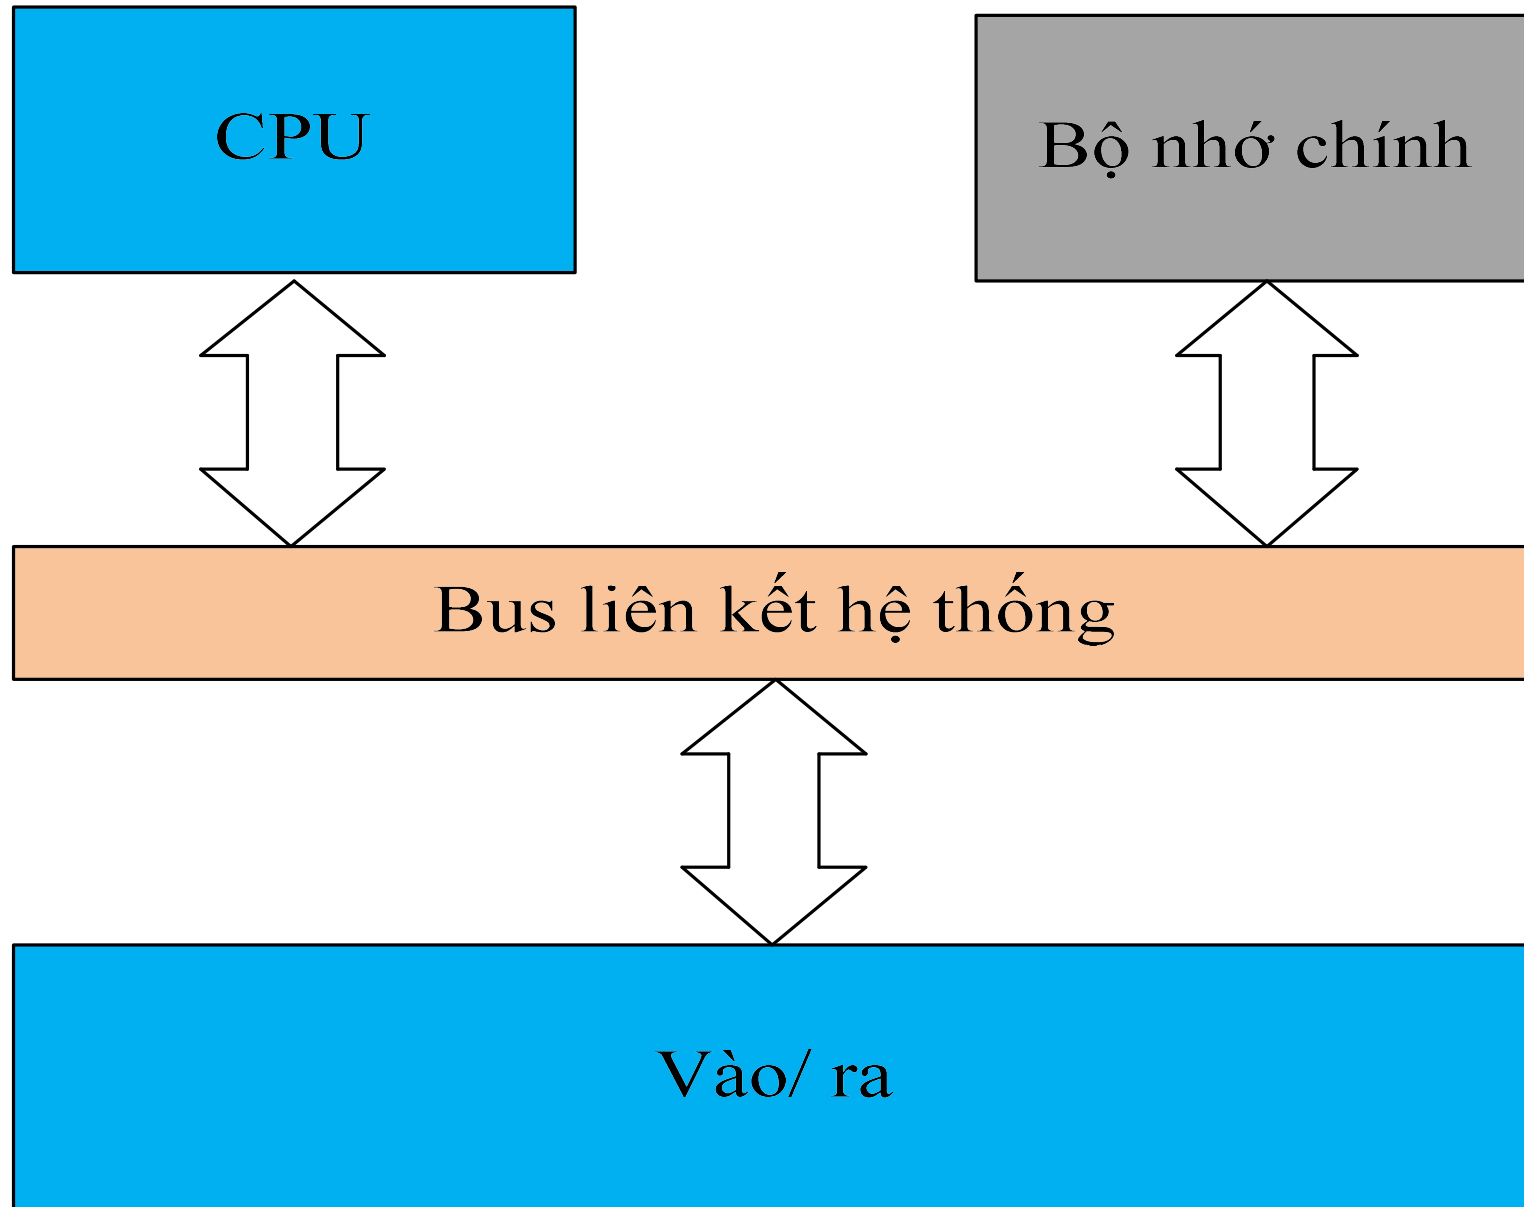 CPU
Bộ nhớ chính
Bus liên kết hệ thống
Vào/ ra